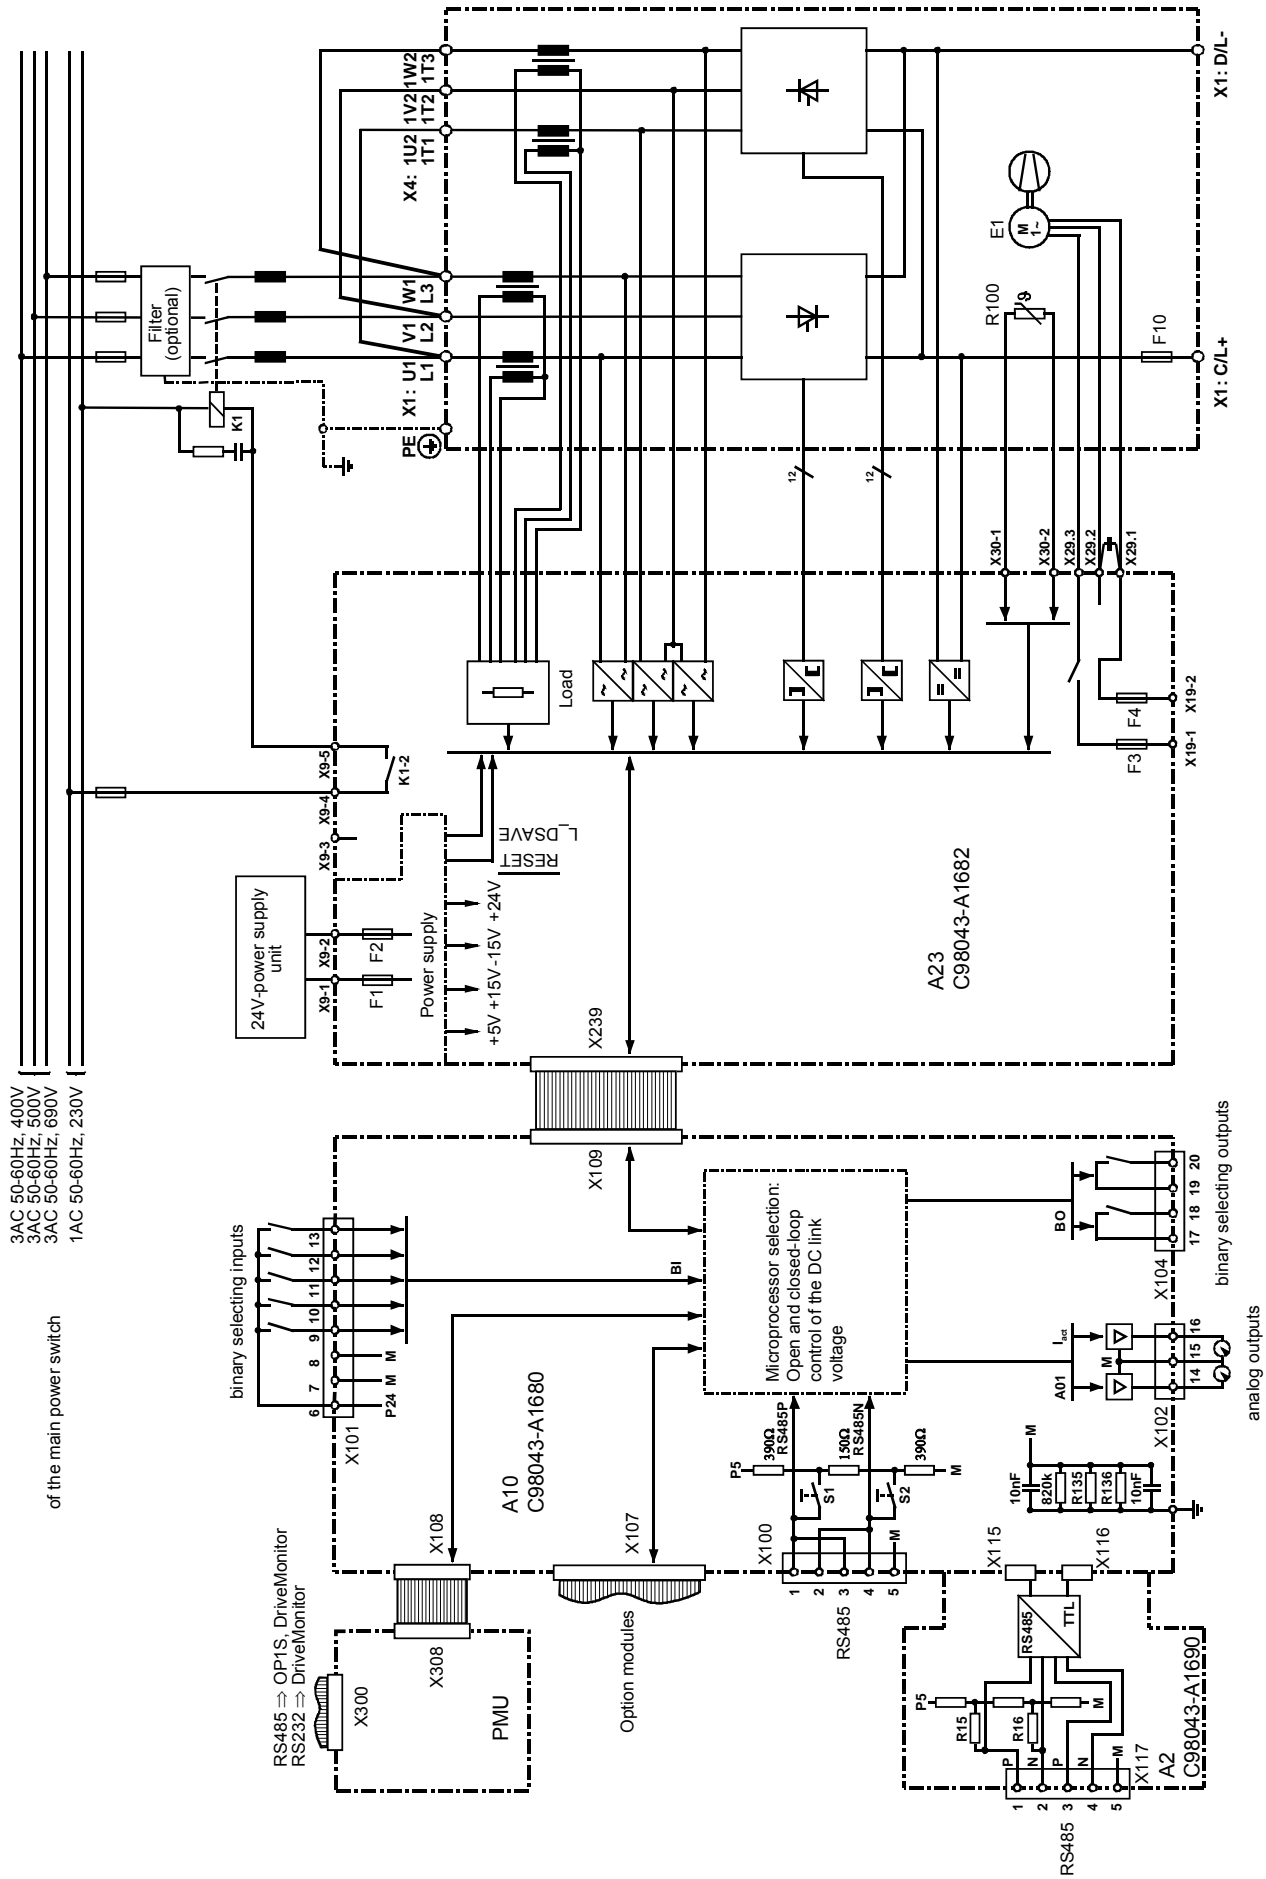 3AC 50-60Hz, 400V
3AC 50-60Hz, 500V
3AC 50-60Hz, 690V
1AC 50-60Hz, 230V
of the main power switch
Filter
(optional)
K1
PE
X1: U1 V1 W1
L1 L2 L3
X4: 1U2 1V2 1W2
1T1 1T2 1T3
X1: C/L+
X1: D/L-
F10
R100
ϑ
E1
M
1~
12
12
X30-1
X30-2
X29.3
X29.2
X29.1
X19-2
X19-1
F4
F3
Load
~
~
~
~
~
~
=
=
X9-5
X9-4
X9-3
X9-2
X9-1
K1-2
24V-power supply
unit
F1
F2
Power supply
+5V +15V -15V +24V
RESET
L_DSAVE
A23
C98043-A1682
X239
X109
binary selecting inputs
6 7 8 9 10 11 12 13
X101
P24 M M
BI
A10
C98043-A1680
Microprocessor selection:
Open and closed-loop
control of the DC link
voltage
BO
17 18 19 20
X104
binary selecting outputs
A01
Iact
M
14 15 16
X102
analog outputs
X108
X107
X308
X300
PMU
RS485 ⇒ OP1S, DriveMonitor
RS232 ⇒ DriveMonitor
Option modules
X100
RS485
1
2
3
4
5
M
P5
390Ω
RS485P
150Ω
RS485N
390Ω
M
S1
S2
M
10nF
820k
R135
R136
10nF
X115
X116
RS485
TTL
P5
R15
R16
M
P
N
P
N
M
1
2
3
4
5
X117
RS485
A2
C98043-A1690